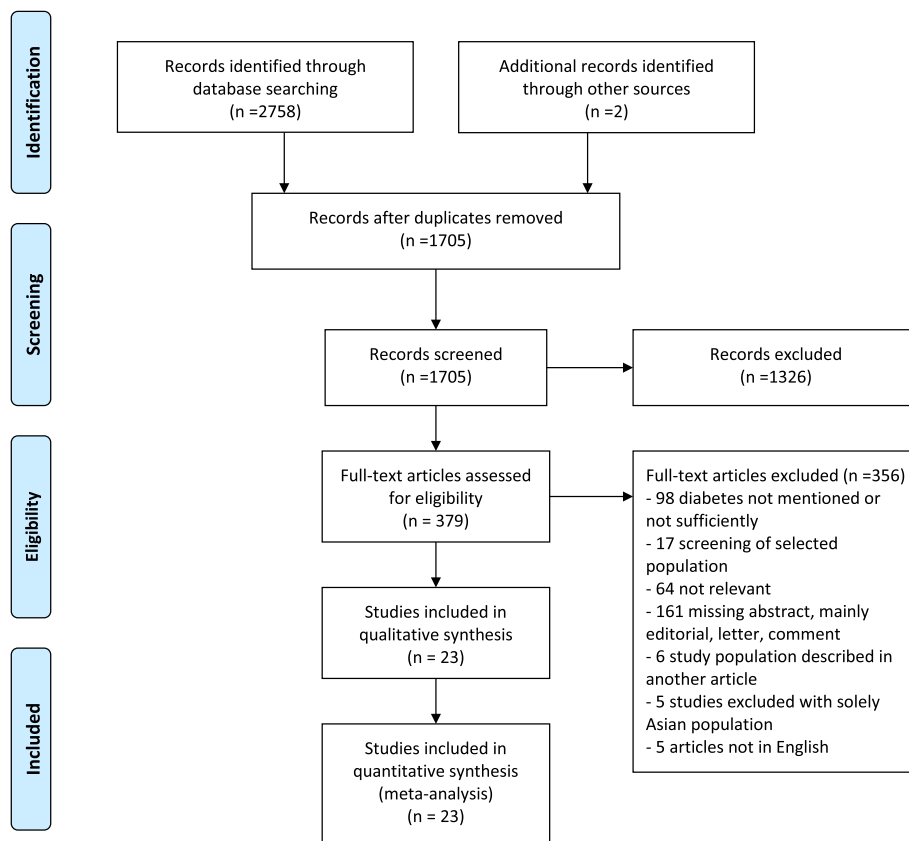 Identification
Records identified through
database searching
(n =2758)
Additional records identified
through other sources
(n =2)
Records after duplicates removed
(n =1705)
Screening
Records screened
(n =1705)
Records excluded
(n =1326)
Eligibility
Full-text articles assessed
for eligibility
(n = 379)
Full-text articles excluded (n =356)
- 98 diabetes not mentioned or
not sufficiently
- 17 screening of selected
population
- 64 not relevant
- 161 missing abstract, mainly
editorial, letter, comment
- 6 study population described in
another article
- 5 studies excluded with solely
Asian population
- 5 articles not in English
Studies included in
qualitative synthesis
(n = 23)
Included
Studies included in
quantitative synthesis
(meta-analysis)
(n = 23)